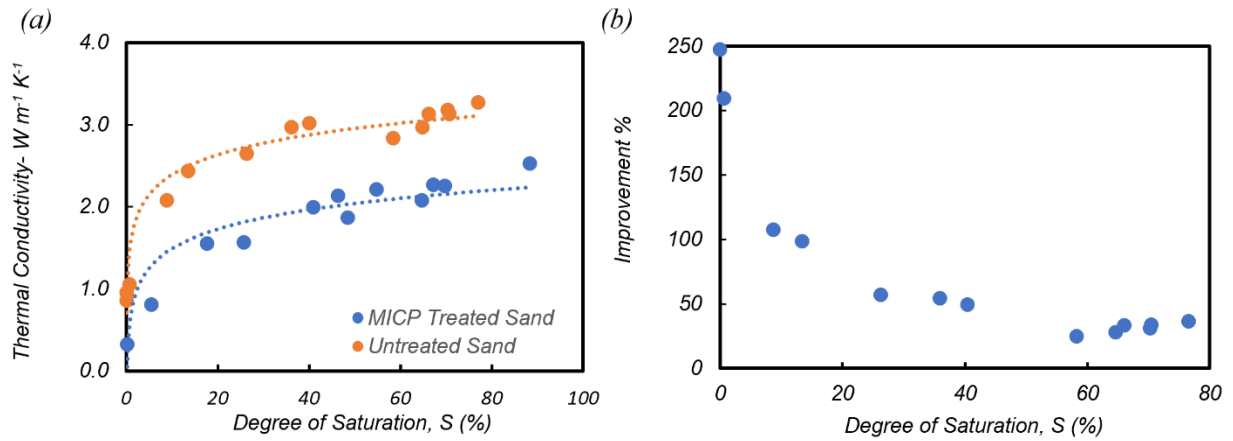 (a)
4.0
3.0
2.0
1.0
0.0
Thermal Conductivity- W m⁻¹ K⁻¹
MICP Treated Sand
Untreated Sand
0 20 40 60 80 100
Degree of Saturation, S (%)
(b)
250
200
150
100
50
0
Improvement %
0 20 40 60 80
Degree of Saturation, S (%)